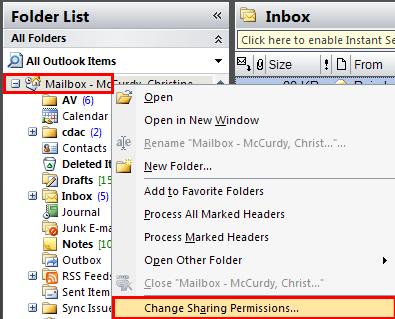 Folder List
All Folders
All Outlook Items
Mailbox - McCurdy, Christine
AV (6)
Calendar
cdac (2)
Contacts
Deleted It
Drafts [15
Inbox (5)
Journal
Junk E-ma
Notes [10
Outbox
RSS Feeds
Sent Item
Sync Issue
Inbox
Click here to enable Instant Se
Size
From
Open
Open in New Window
Rename "Mailbox - McCurdy, Christ..."...
New Folder...
Add to Favorite Folders
Process All Marked Headers
Process Marked Headers
Open Other Folder
Close "Mailbox - McCurdy, Christ..."
Change Sharing Permissions...